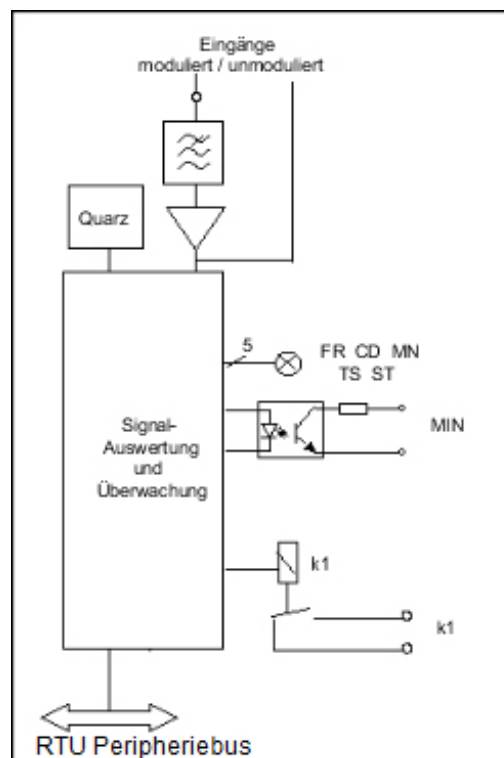 Eingänge
moduliert / unmoduliert
Quarz
5
FR CD MN
TS ST
MIN
Signal-
Auswertung
und
Überwachung
k1
k1
RTU Peripheriebus